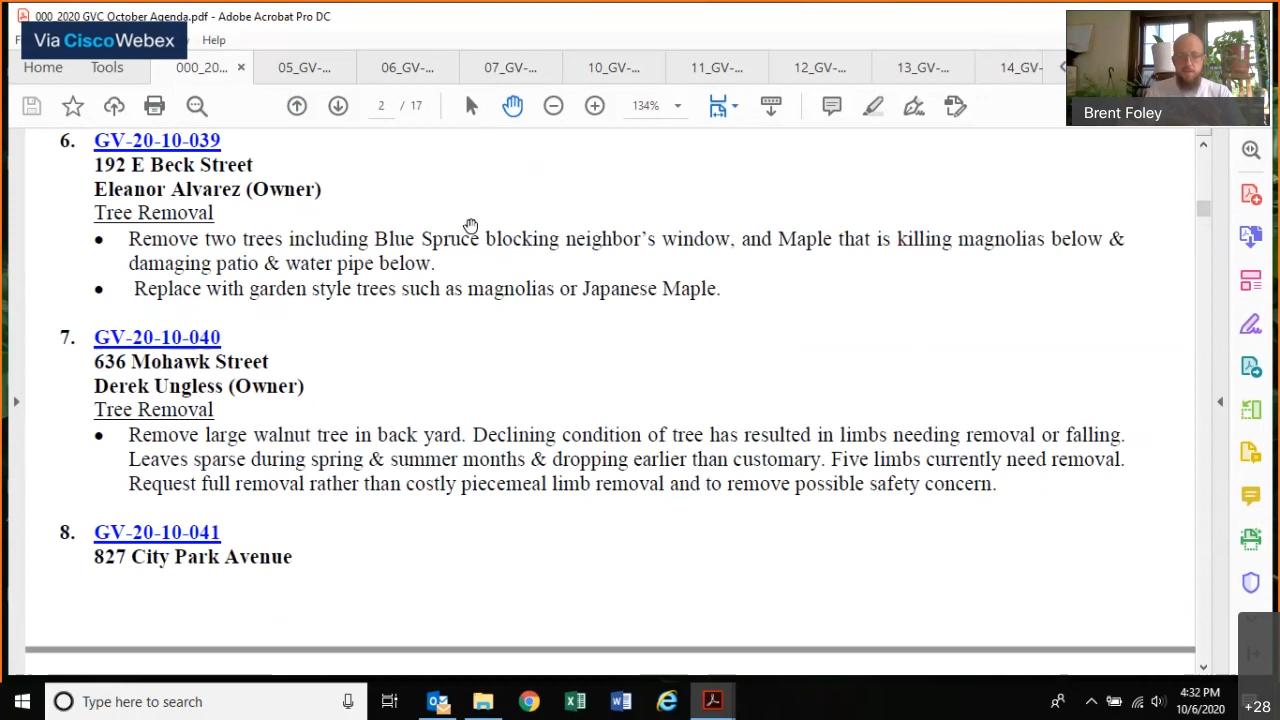 000_2020 GVC October Agenda.pdf - Adobe Acrobat Pro DC
Via Cisco Webex
Help
Home
Tools
000_20...
05_GV-...
06_GV-...
07_GV-...
10_GV-...
11_GV-...
12_GV-...
13_GV-...
14_GV-
2 / 17
134%
Brent Foley
6. GV-20-10-039
192 E Beck Street
Eleanor Alvarez (Owner)
Tree Removal
• Remove two trees including Blue Spruce blocking neighbor's window, and Maple that is killing magnolias below &
damaging patio & water pipe below.
• Replace with garden style trees such as magnolias or Japanese Maple.
7. GV-20-10-040
636 Mohawk Street
Derek Ungless (Owner)
Tree Removal
• Remove large walnut tree in back yard. Declining condition of tree has resulted in limbs needing removal or falling.
Leaves sparse during spring & summer months & dropping earlier than customary. Five limbs currently need removal.
Request full removal rather than costly piecemeal limb removal and to remove possible safety concern.
8. GV-20-10-041
827 City Park Avenue
Type here to search
4:32 PM
10/6/2020
+28